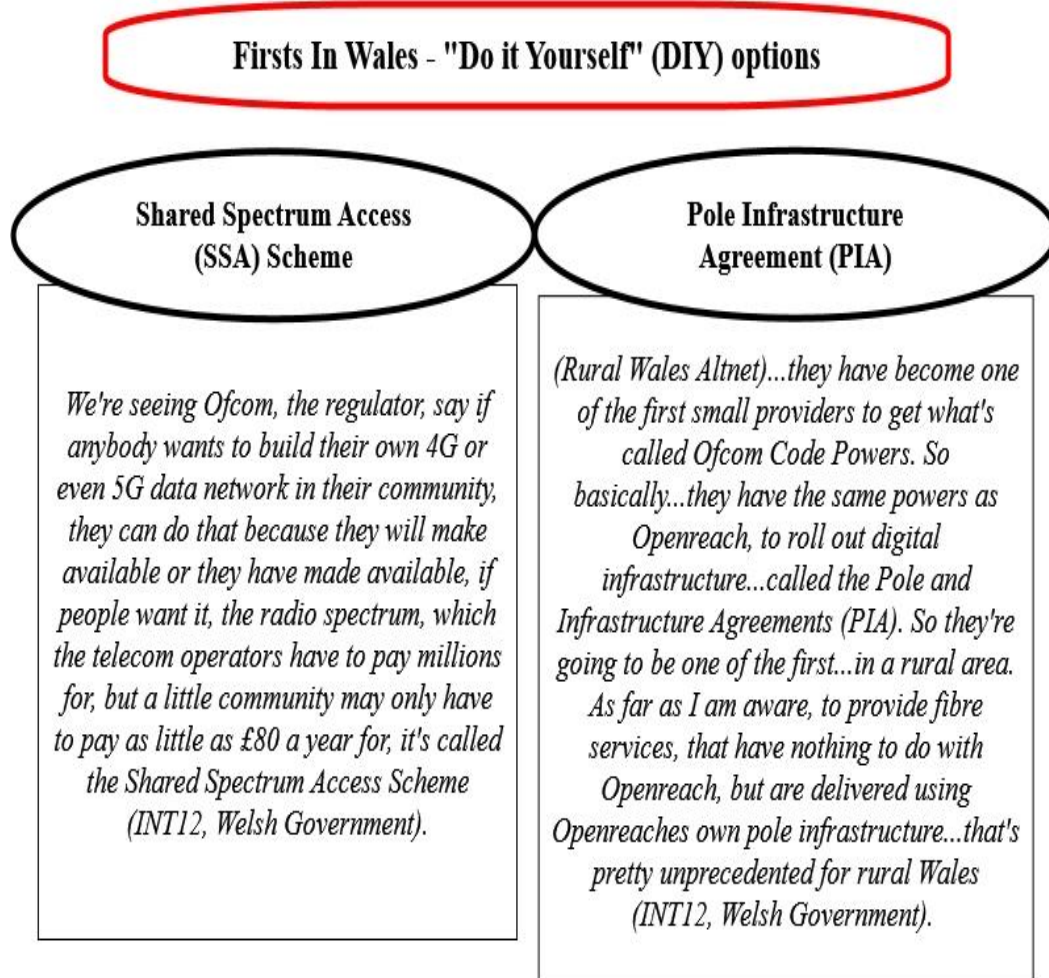 Firsts In Wales - "Do it Yourself" (DIY) options
Shared Spectrum Access
(SSA) Scheme
We're seeing Ofcom, the regulator, say if
anybody wants to build their own 4G or
even 5G data network in their community,
they can do that because they will make
available or they have made available, if
people want it, the radio spectrum, which
the telecom operators have to pay millions
for, but a little community may only have
to pay as little as £80 a year for, it's called
the Shared Spectrum Access Scheme
(INT12, Welsh Government).
Pole Infrastructure
Agreement (PIA)
(Rural Wales Altnet)...they have become one
of the first small providers to get what's
called Ofcom Code Powers. So
basically...they have the same powers as
Openreach, to roll out digital
infrastructure...called the Pole and
Infrastructure Agreements (PIA). So they're
going to be one of the first...in a rural area.
As far as I am aware, to provide fibre
services, that have nothing to do with
Openreach, but are delivered using
Openreaches own pole infrastructure...that's
pretty unprecedented for rural Wales
(INT12, Welsh Government).